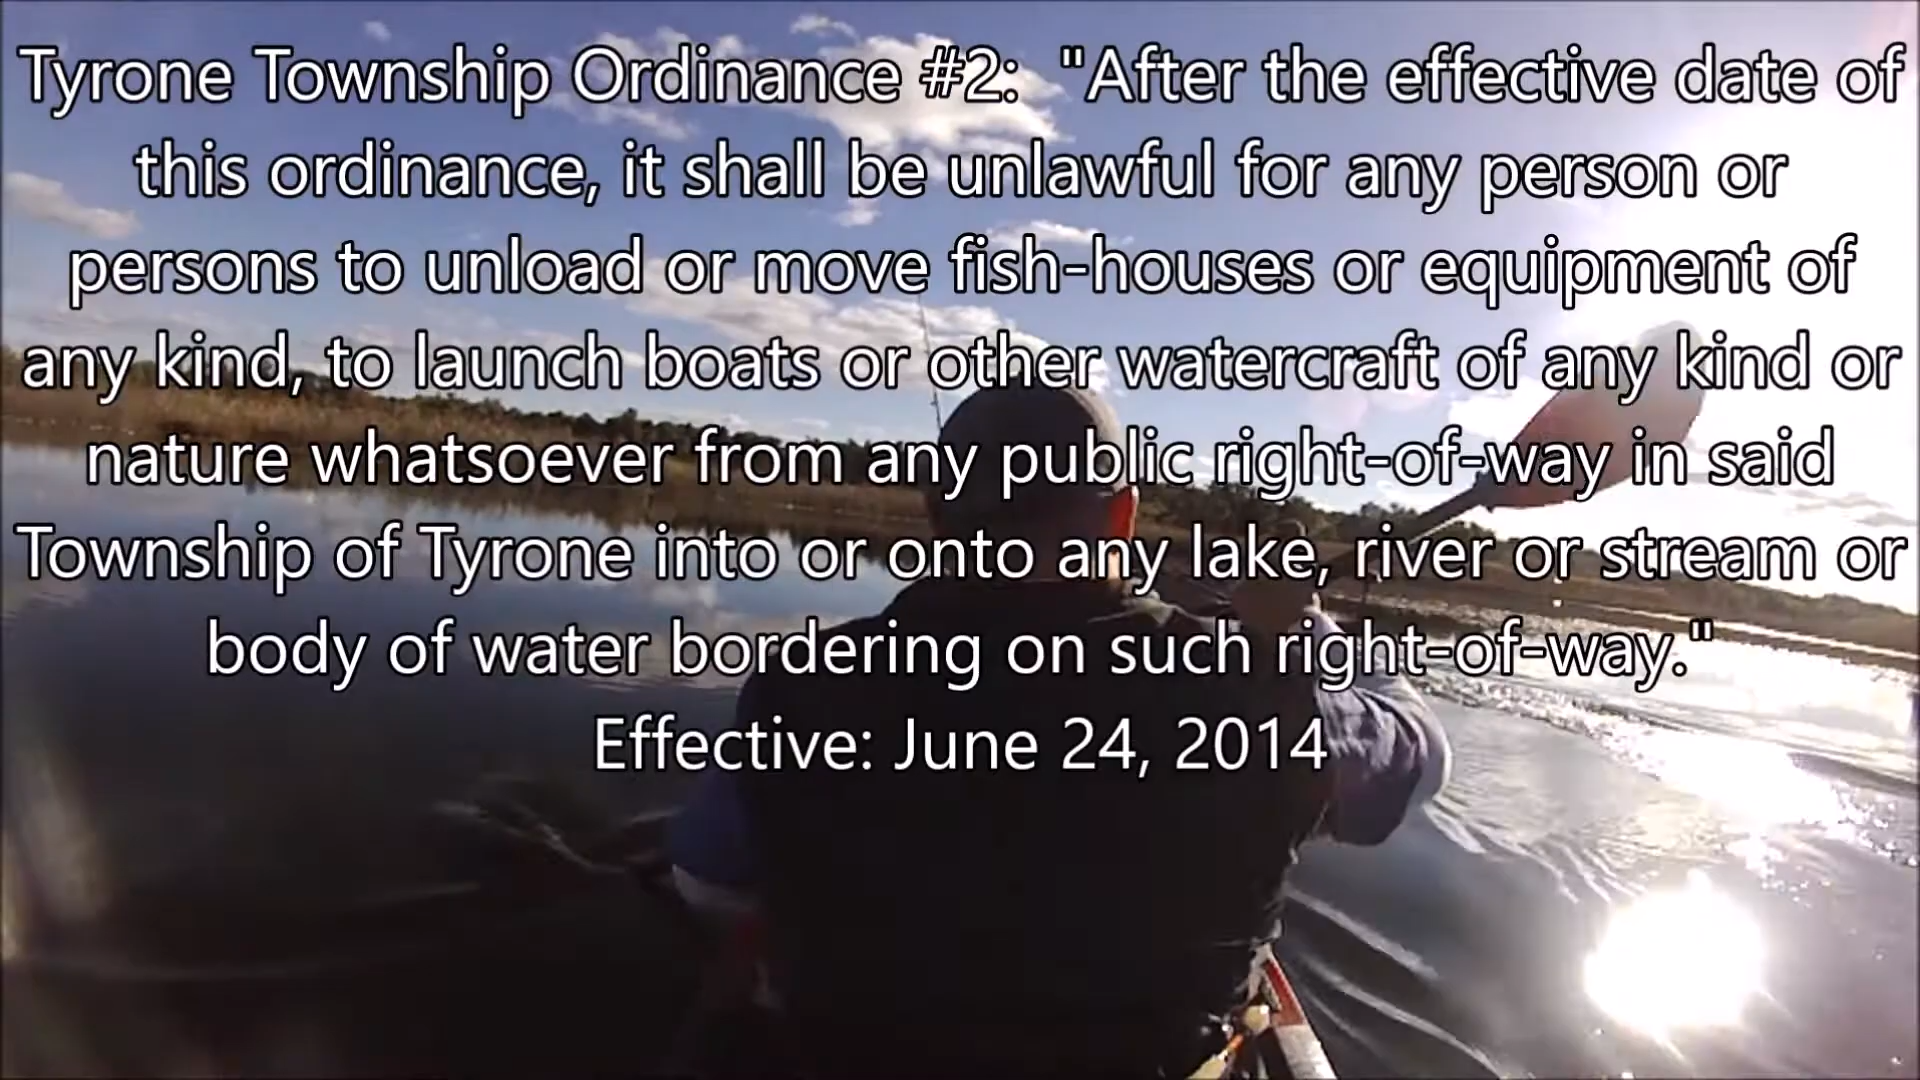 Tyrone Township Ordinance #2:  "After the effective date of
this ordinance, it shall be unlawful for any person or
persons to unload or move fish-houses or equipment of
any kind, to launch boats or other watercraft of any kind or
nature whatsoever from any public right-of-way in said
Township of Tyrone into or onto any lake, river or stream or
body of water bordering on such right-of-way."
Effective: June 24, 2014